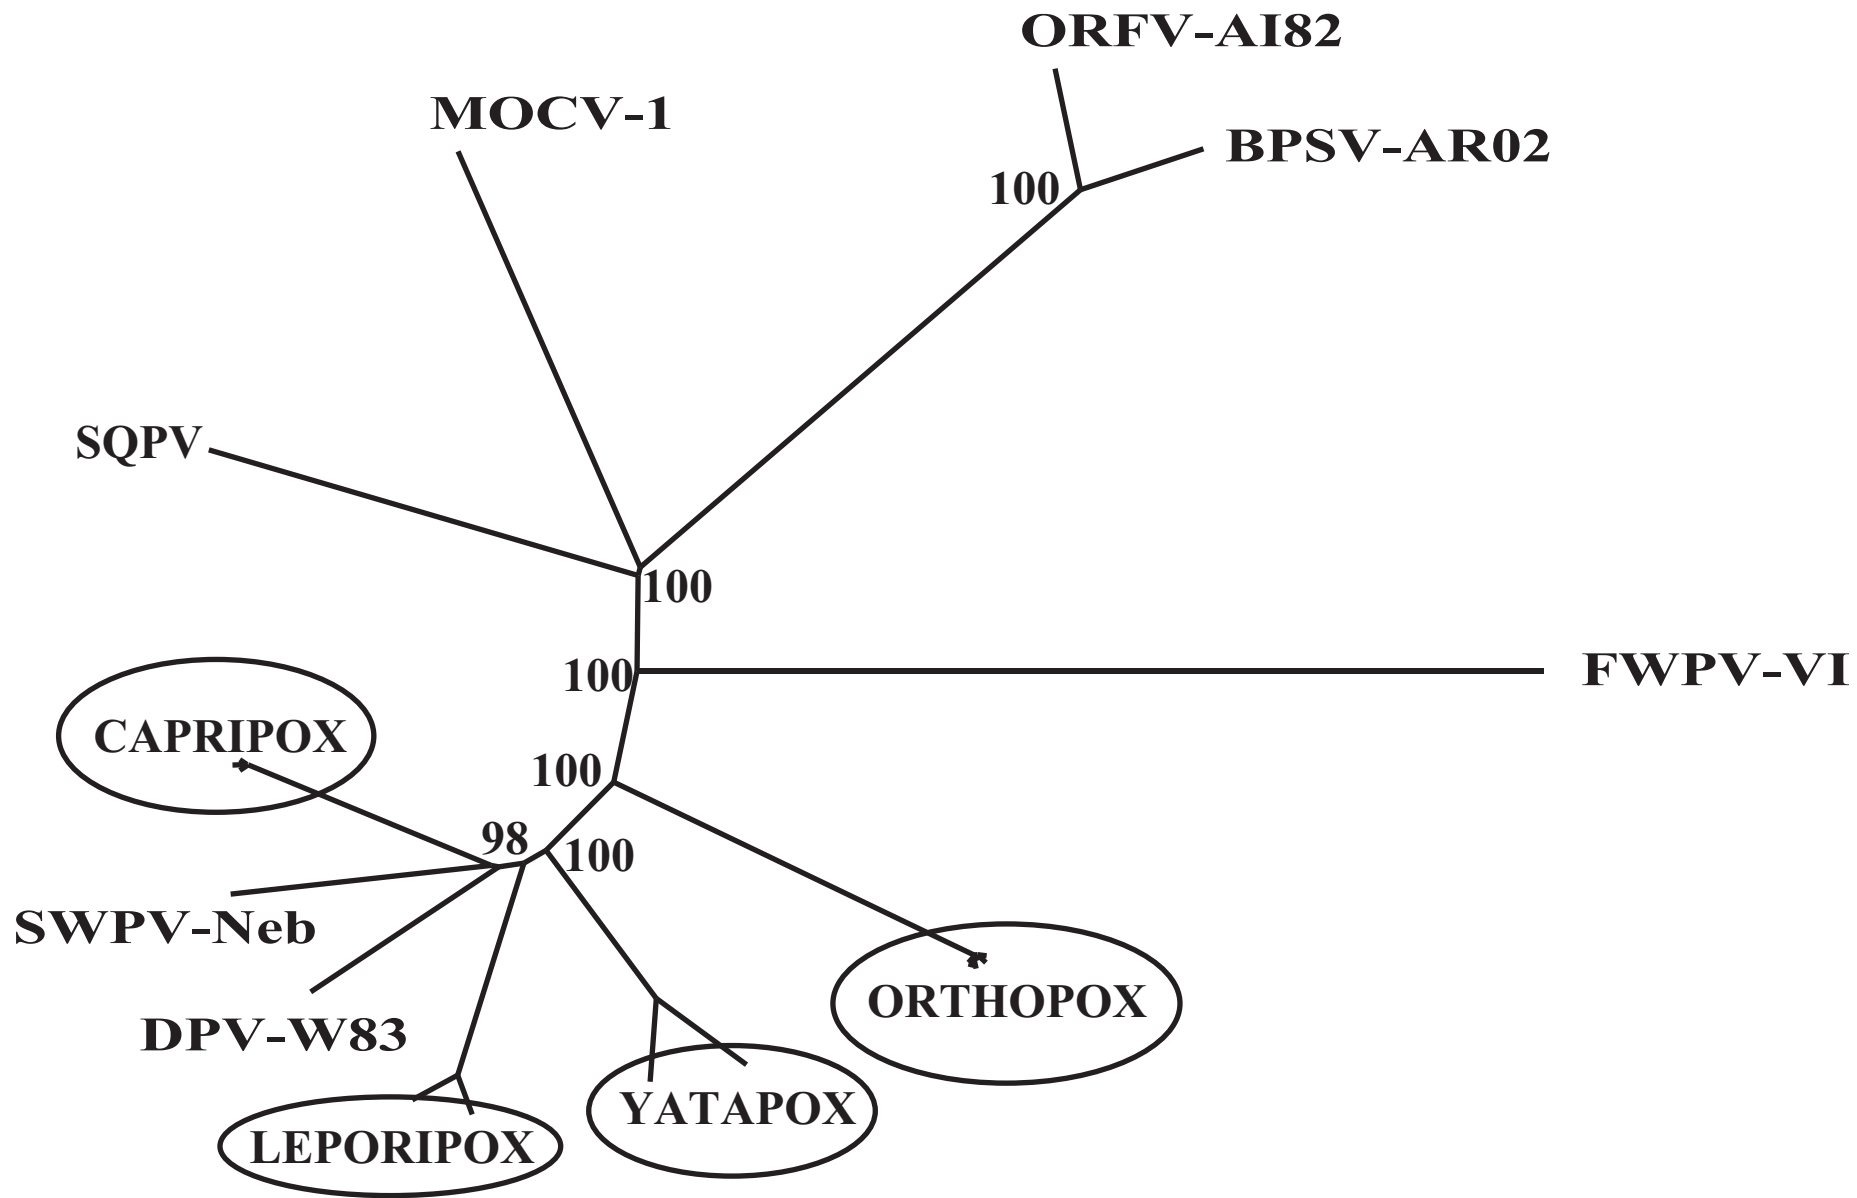 ORFV-AI82
MOCV-1
BPSV-AR02
100
SQPV
100
100
FWPV-VI
CAPRIPOX
100
98
100
SWPV-Neb
ORTHOPOX
DPV-W83
YATAPOX
LEPORIPOX